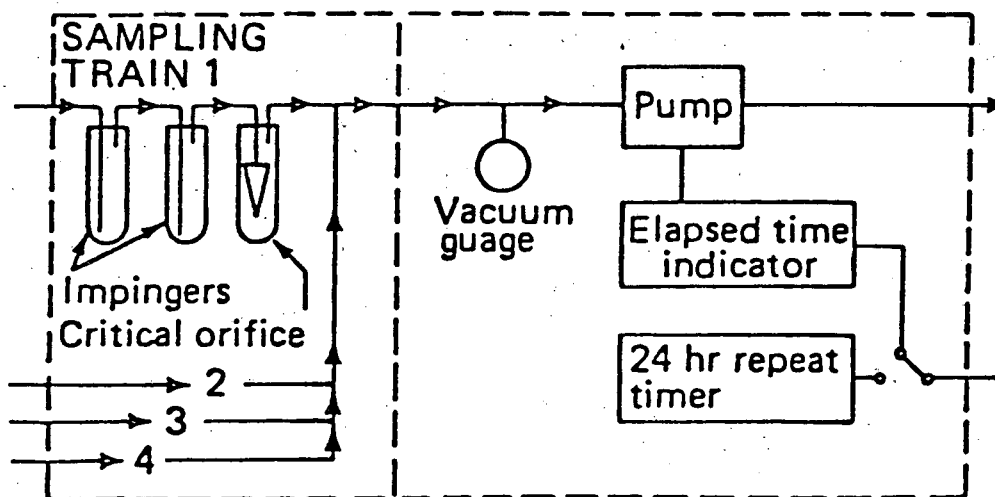 SAMPLING
TRAIN 1
Pump
Vacuum
guage
Elapsed time
indicator
Impingers
Critical orifice
24 hr repeat
timer
2
3
4